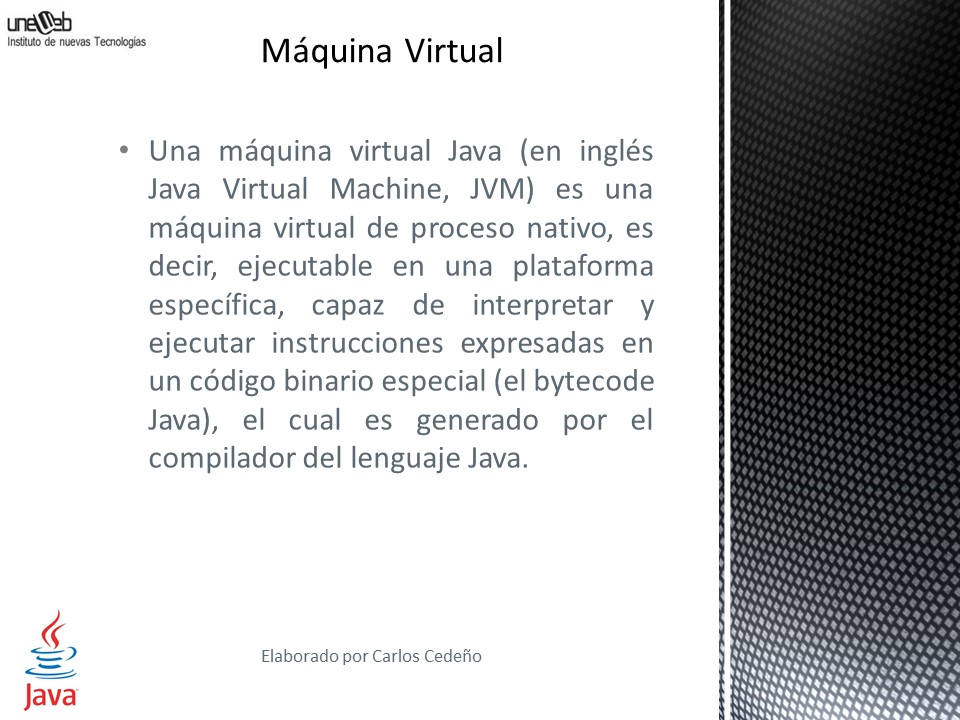 uneWeb
Instituto de nuevas Tecnologías
Máquina Virtual
• Una máquina virtual Java (en inglés
Java Virtual Machine, JVM) es una
máquina virtual de proceso nativo, es
decir, ejecutable en una plataforma
específica, capaz de interpretar y
ejecutar instrucciones expresadas en
un código binario especial (el bytecode
Java), el cual es generado por el
compilador del lenguaje Java.
Elaborado por Carlos Cedeño
Java